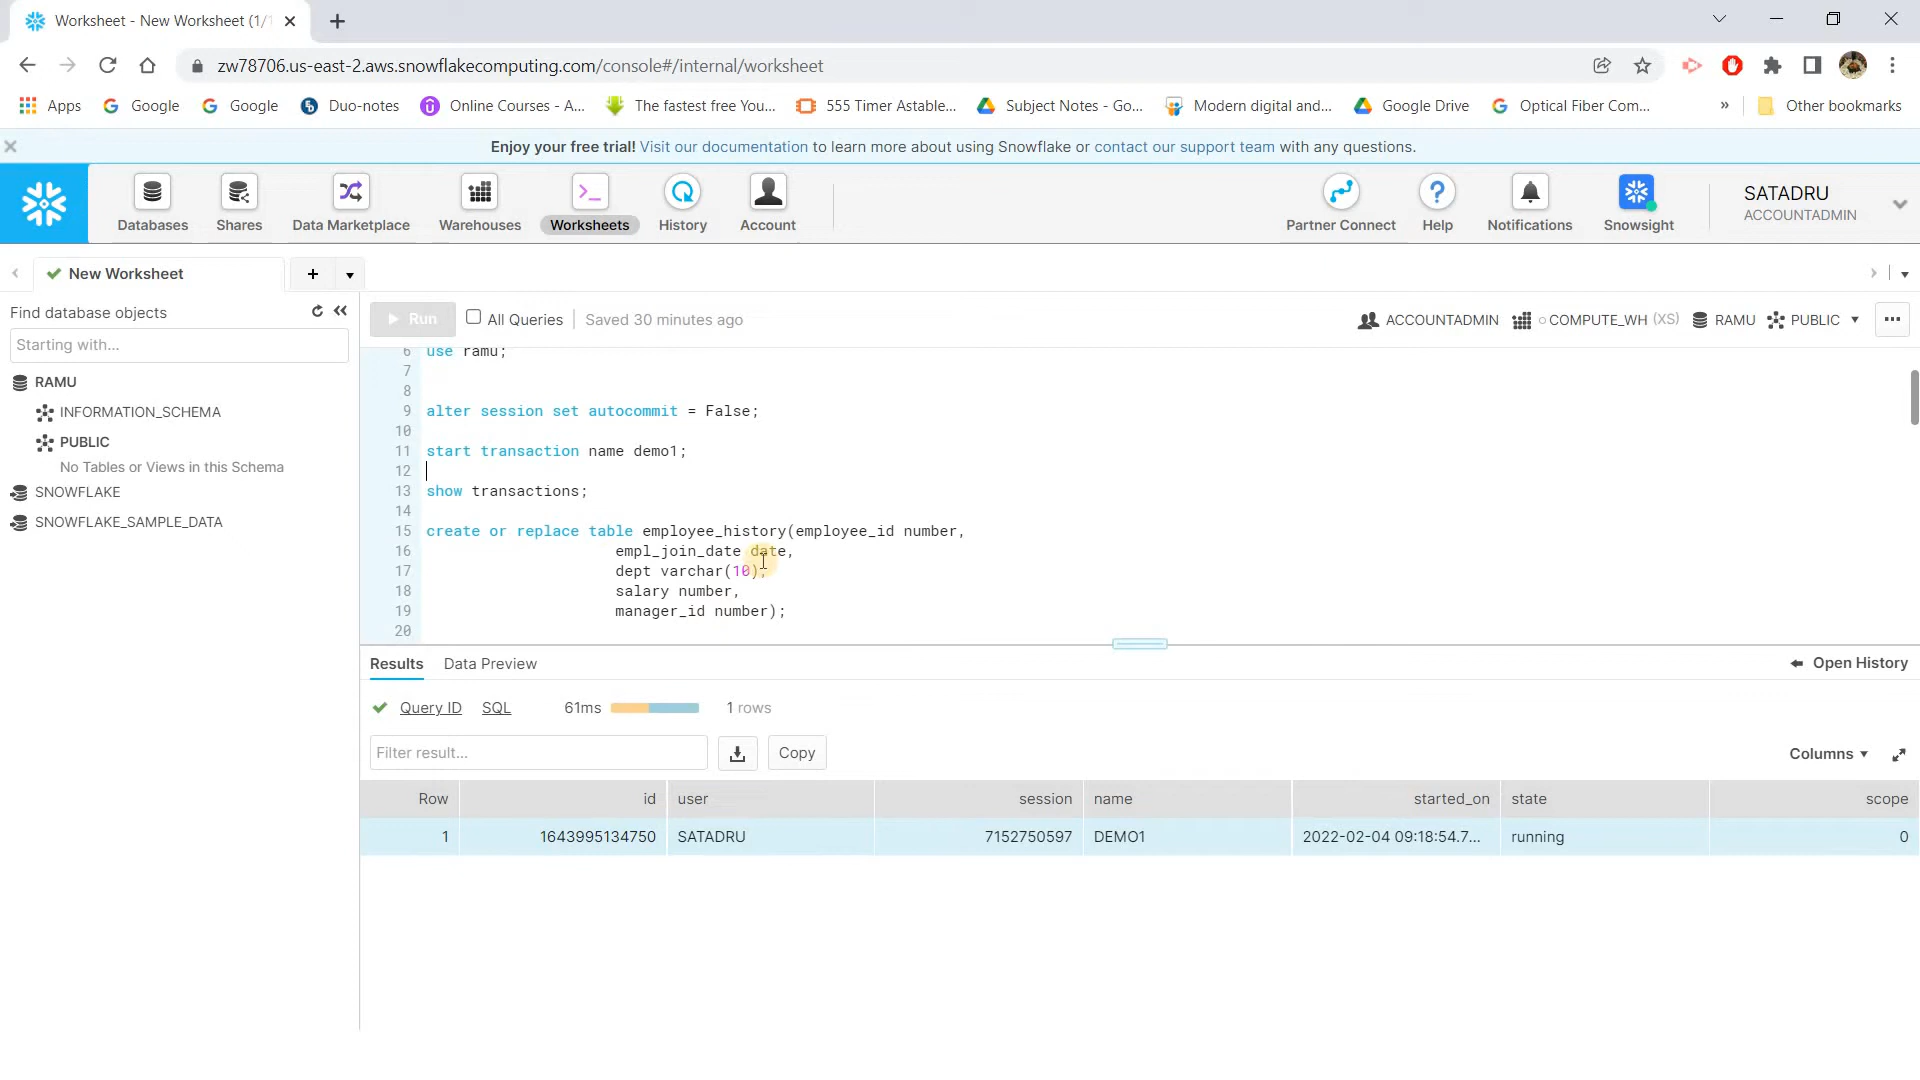 Worksheet - New Worksheet (1/1
zw78706.us-east-2.aws.snowflakecomputing.com/console#/internal/worksheet
Apps Google Google Duo-notes Online Courses - A... The fastest free You... 555 Timer Astable... Subject Notes - Go... Modern digital and... Google Drive Optical Fiber Com... » Other bookmarks
Enjoy your free trial! Visit our documentation to learn more about using Snowflake or contact our support team with any questions.
Databases Shares Data Marketplace Warehouses Worksheets History Account Partner Connect Help Notifications Snowsight
SATADRU
ACCOUNTADMIN
New Worksheet
Find database objects
Starting with...
RAMU
INFORMATION_SCHEMA
PUBLIC
No Tables or Views in this Schema
SNOWFLAKE
SNOWFLAKE_SAMPLE_DATA
Run All Queries Saved 30 minutes ago ACCOUNTADMIN COMPUTE_WH (XS) RAMU PUBLIC
6 use ramu;
7
8
9 alter session set autocommit = False;
10
11 start transaction name demo1;
12
13 show transactions;
14
15 create or replace table employee_history(employee_id number,
16 empl_join_date date,
17 dept varchar(10),
18 salary number,
19 manager_id number);
20
Results Data Preview Open History
Query ID SQL 61ms 1 rows
Filter result... Copy Columns
Row id user session name started_on state scope
1 1643995134750 SATADRU 7152750597 DEMO1 2022-02-04 09:18:54.7... running 0